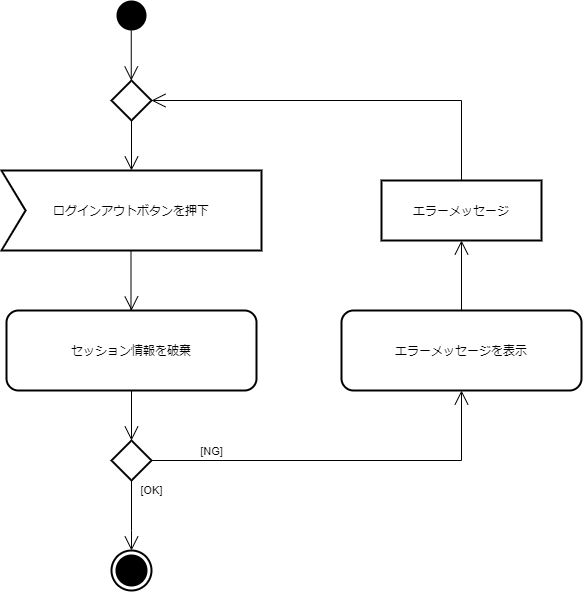 ログインアウトボタンを押下
エラーメッセージ
セッション情報を破棄
エラーメッセージを表示
[NG]
[OK]